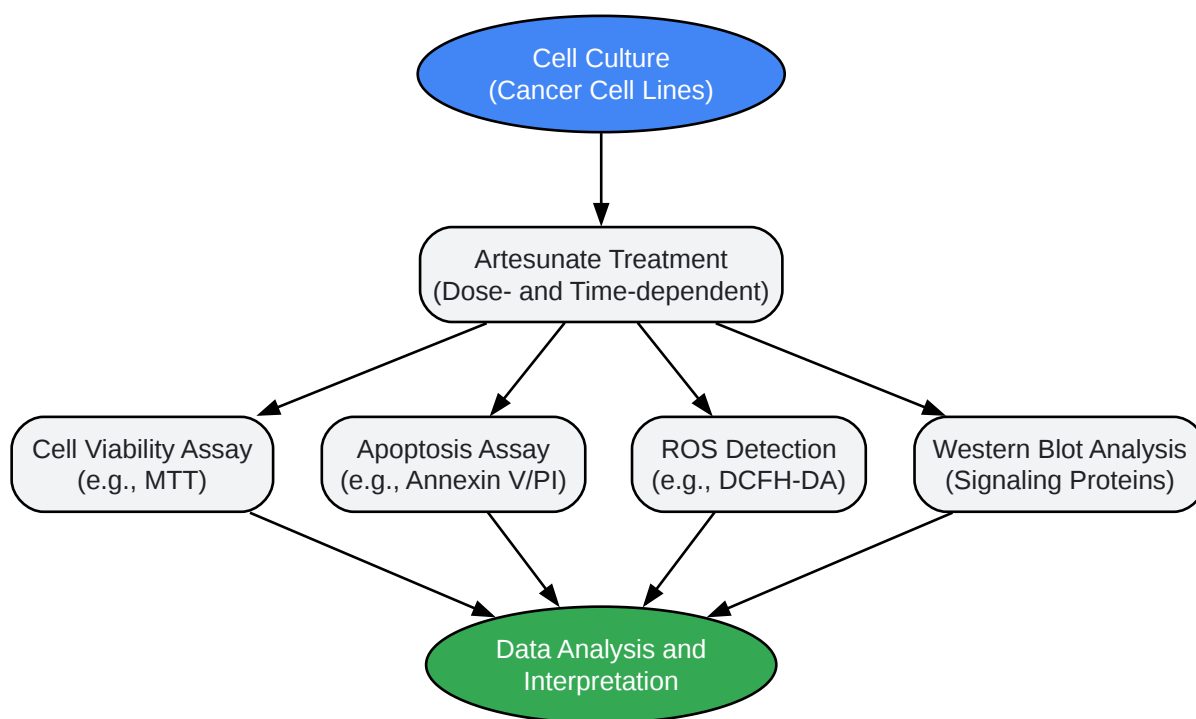 Cell Culture
(Cancer Cell Lines)
Artesunate Treatment
(Dose- and Time-dependent)
Cell Viability Assay
(e.g., MTT)
Apoptosis Assay
(e.g., Annexin V/PI)
ROS Detection
(e.g., DCFH-DA)
Western Blot Analysis
(Signaling Proteins)
Data Analysis and
Interpretation